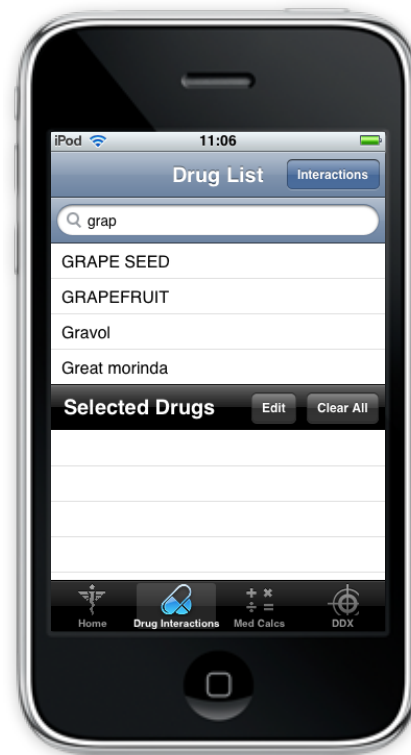 iPod 11:06
Drug List Interactions
grap
GRAPE SEED
GRAPEFRUIT
Gravol
Great morinda
Selected Drugs Edit Clear All
Home Drug Interactions Med Calcs DDX